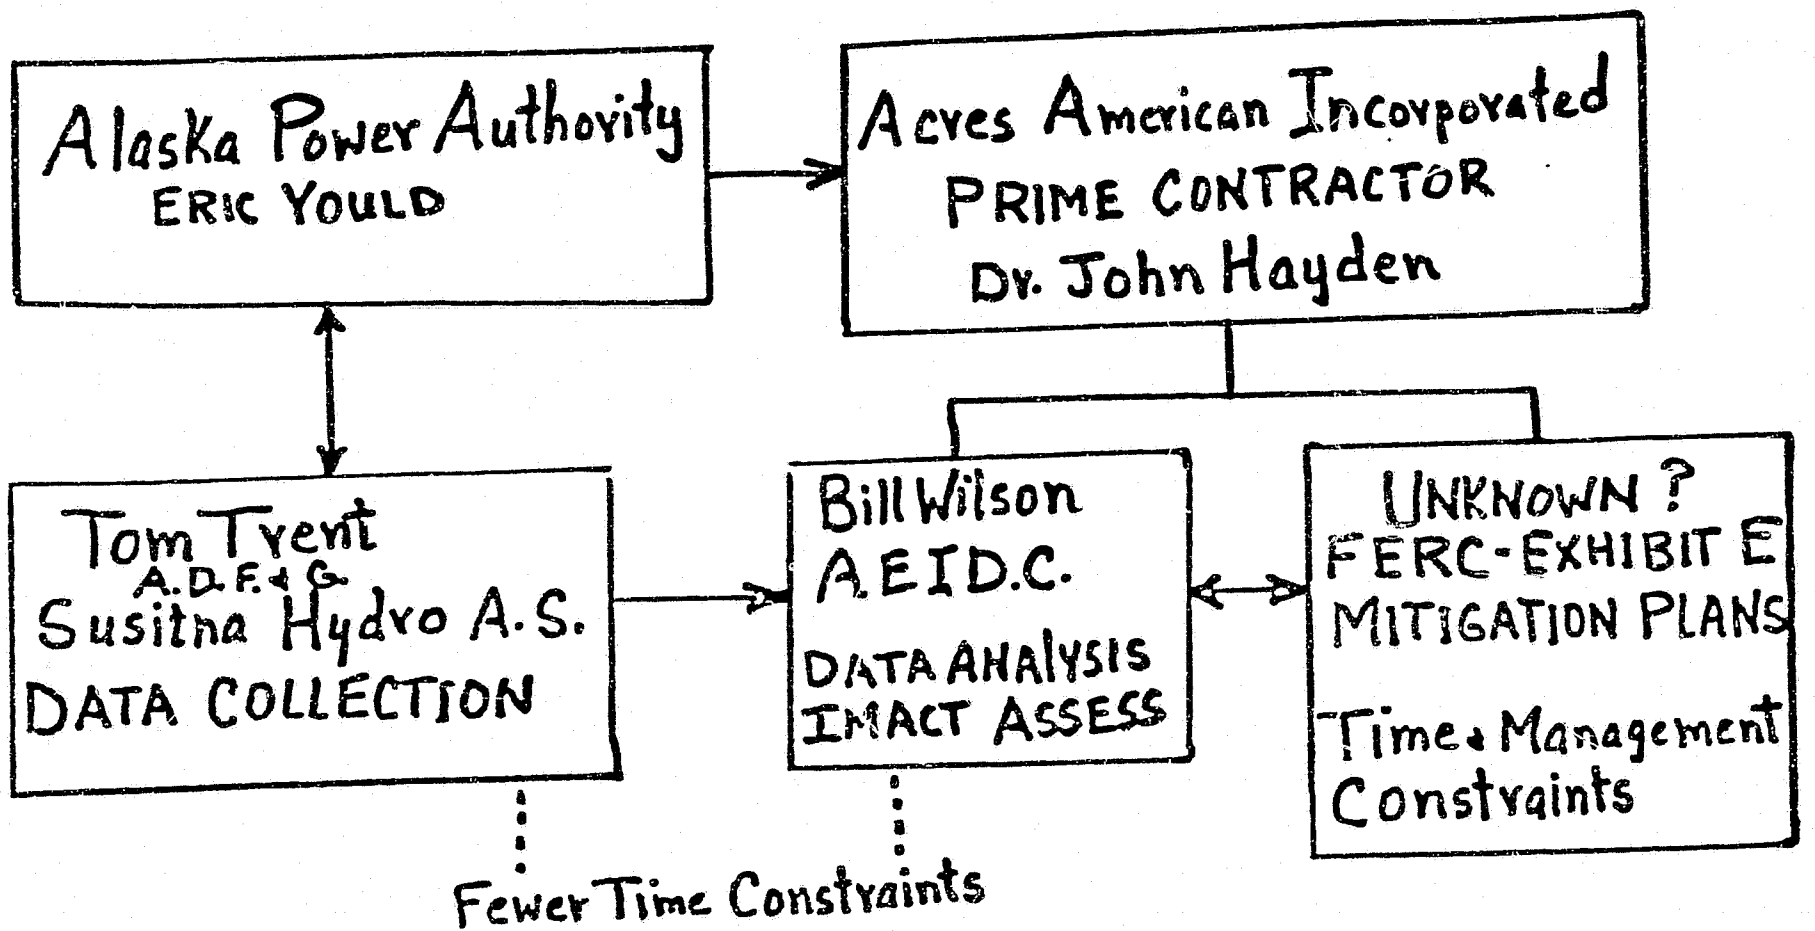 Alaska Power Authority
ERIC YOULD
Acres American Incorporated
PRIME CONTRACTOR
Dr. John Hayden
Tom Trent
A.D.F. & G.
Susitna Hydro A.S.
DATA COLLECTION
Bill Wilson
A.E.I.D.C.
DATA ANALYSIS
IMACT ASSESS
UNKNOWN?
FERC-EXHIBIT E
MITIGATION PLANS
Time & Management
Constraints
Fewer Time Constraints